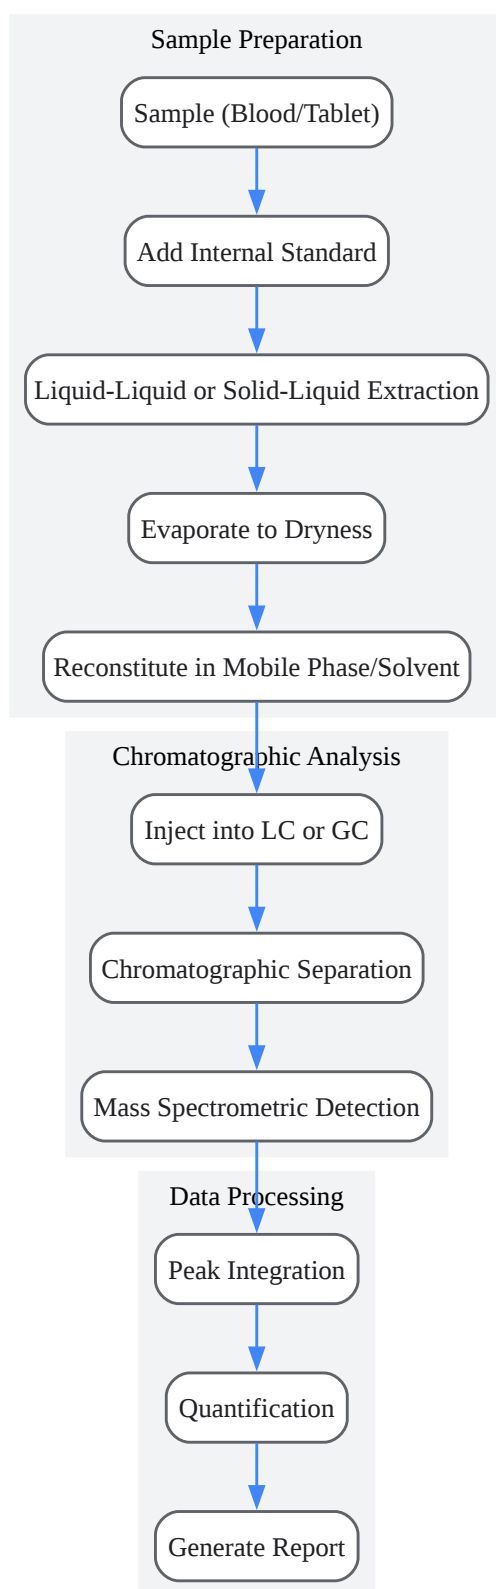 Sample Preparation
Sample (Blood/Tablet)
Add Internal Standard
Liquid-Liquid or Solid-Liquid Extraction
Evaporate to Dryness
Reconstitute in Mobile Phase/Solvent
Chromatographic Analysis
Inject into LC or GC
Chromatographic Separation
Mass Spectrometric Detection
Data Processing
Peak Integration
Quantification
Generate Report